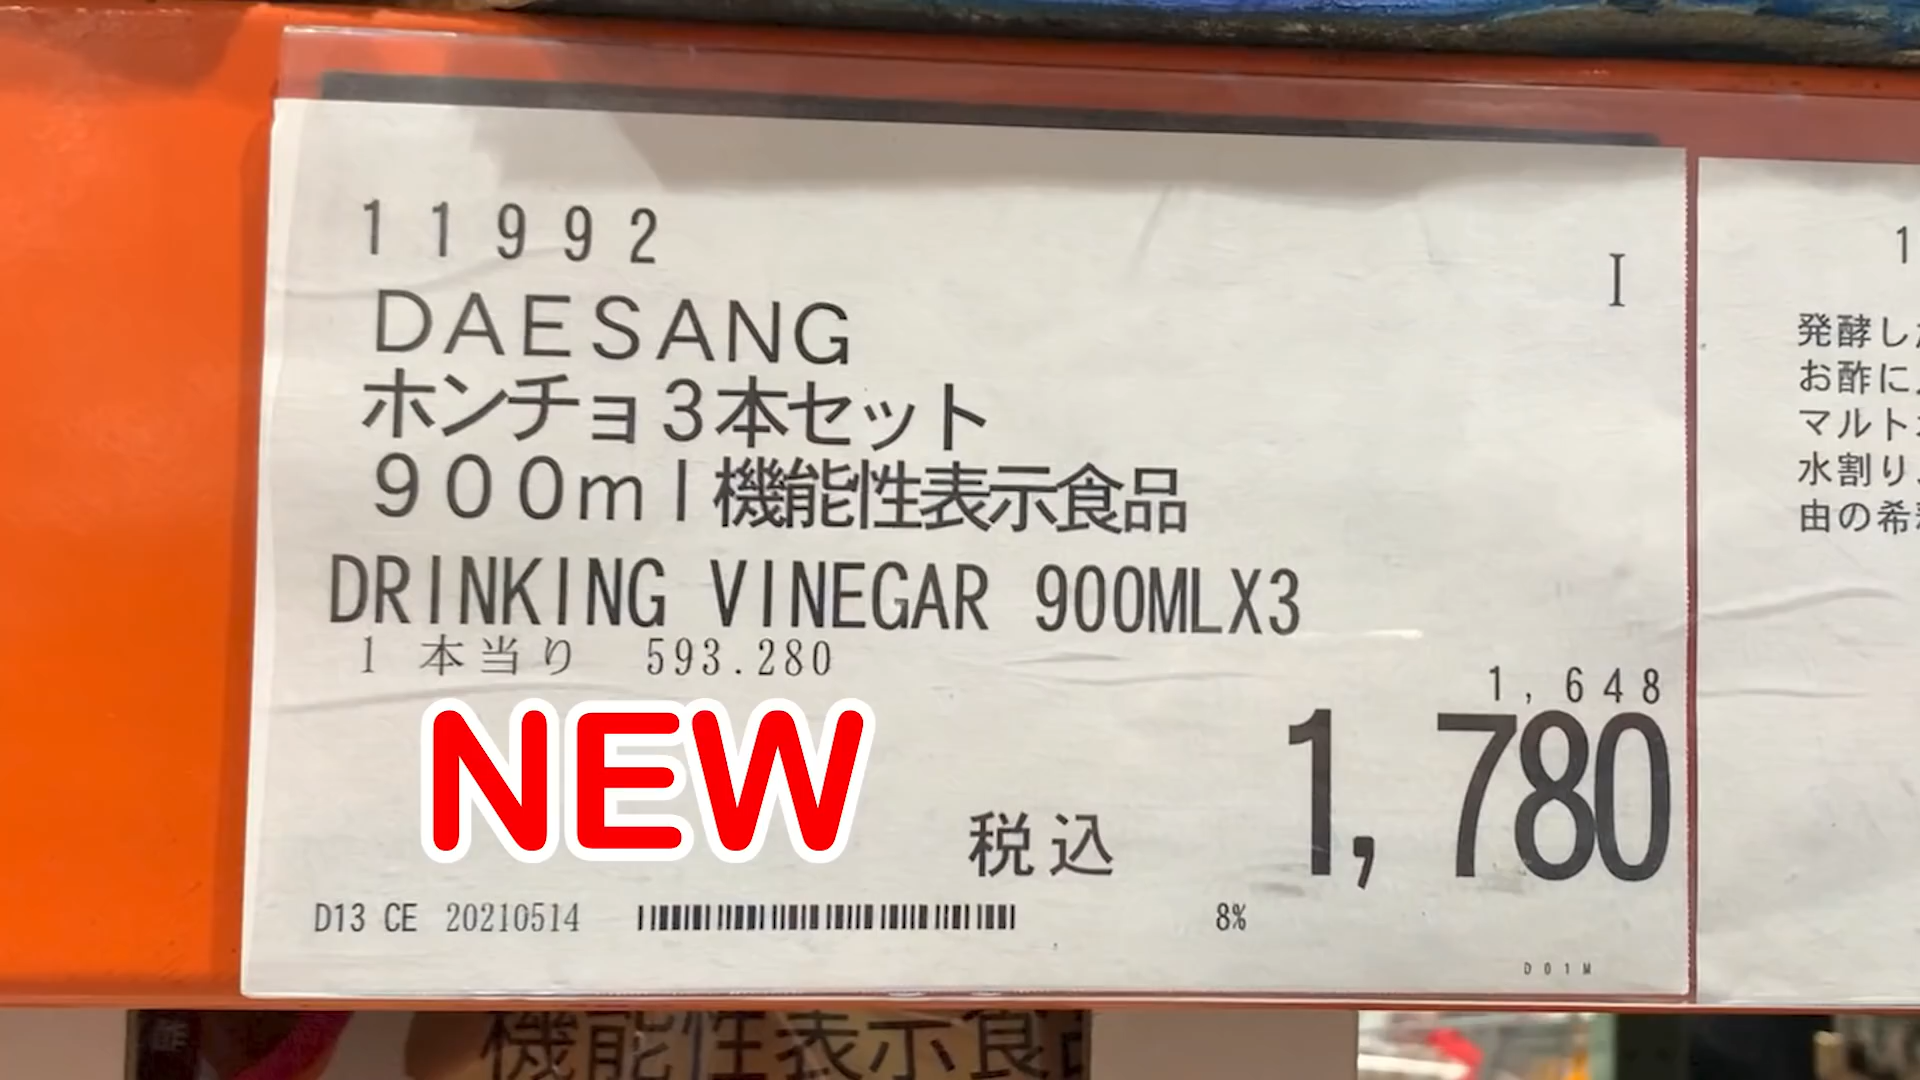 11992
I
DAESANG
ホンチョ3本セット
900ml機能性表示食品
DRINKING VINEGAR 900MLX3
1本当り 593.280
1,648
NEW
税込 1,780
D13 CE 20210514
8%
D01M
1
発酵し
お酢に
マルト
水割り
由の希
酢
機能性表示食品